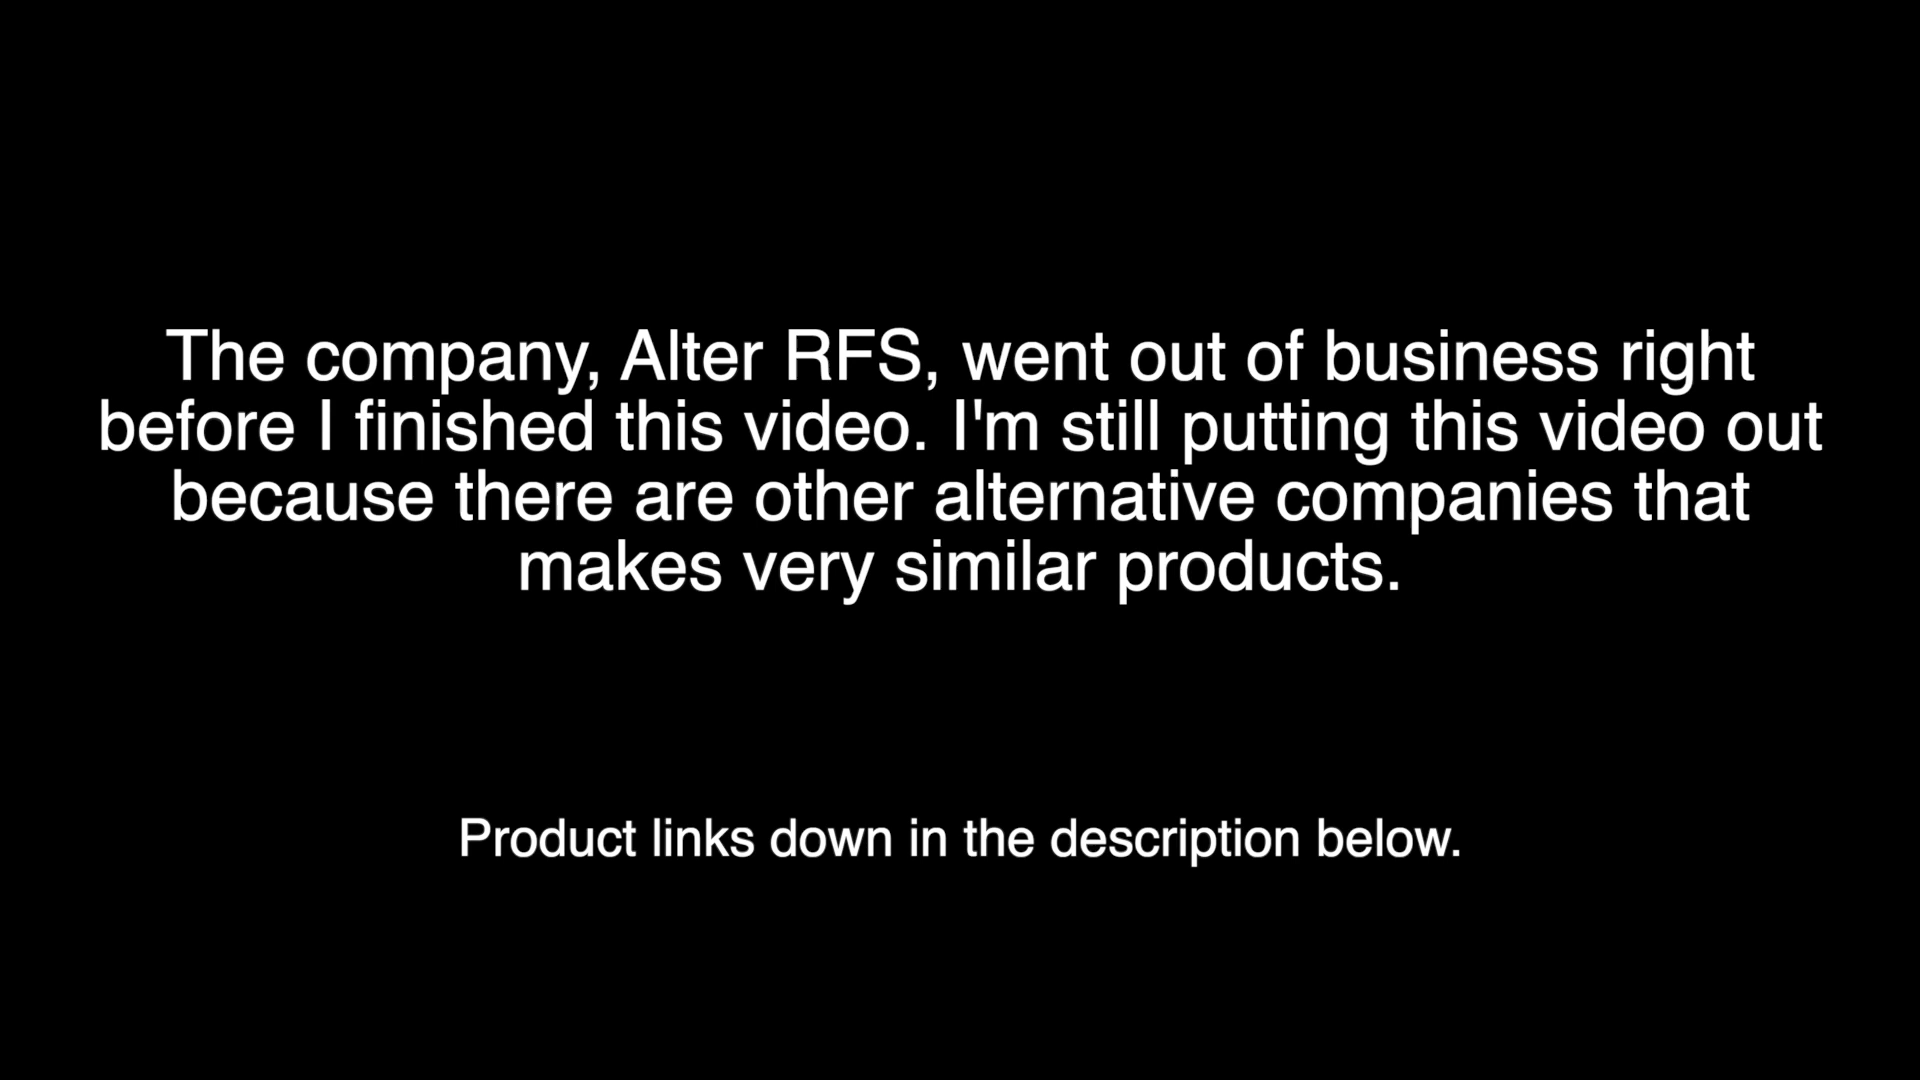 The company, Alter RFS, went out of business right
before I finished this video. I'm still putting this video out
because there are other alternative companies that
makes very similar products.
Product links down in the description below.